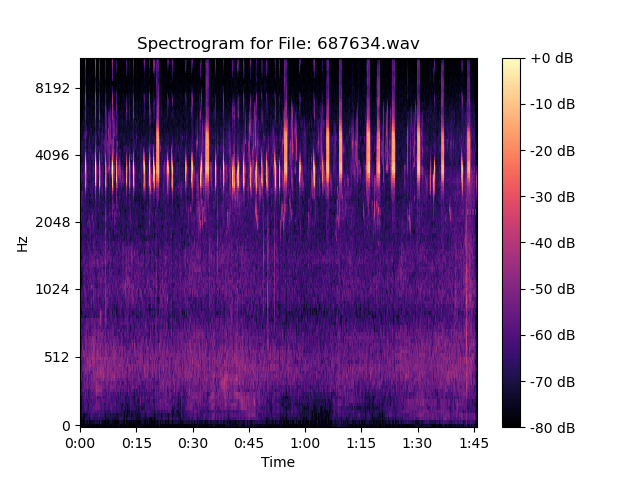 Spectrogram for File: 687634.wav
+0 dB
8192
-10 dB
4096
-20 dB
-30 dB
2048
-40 dB
Hz
1024
-50 dB
-60 dB
512
-70 dB
0
-80 dB
0:00 0:15 0:30 0:45 1:00 1:15 1:30 1:45
Time